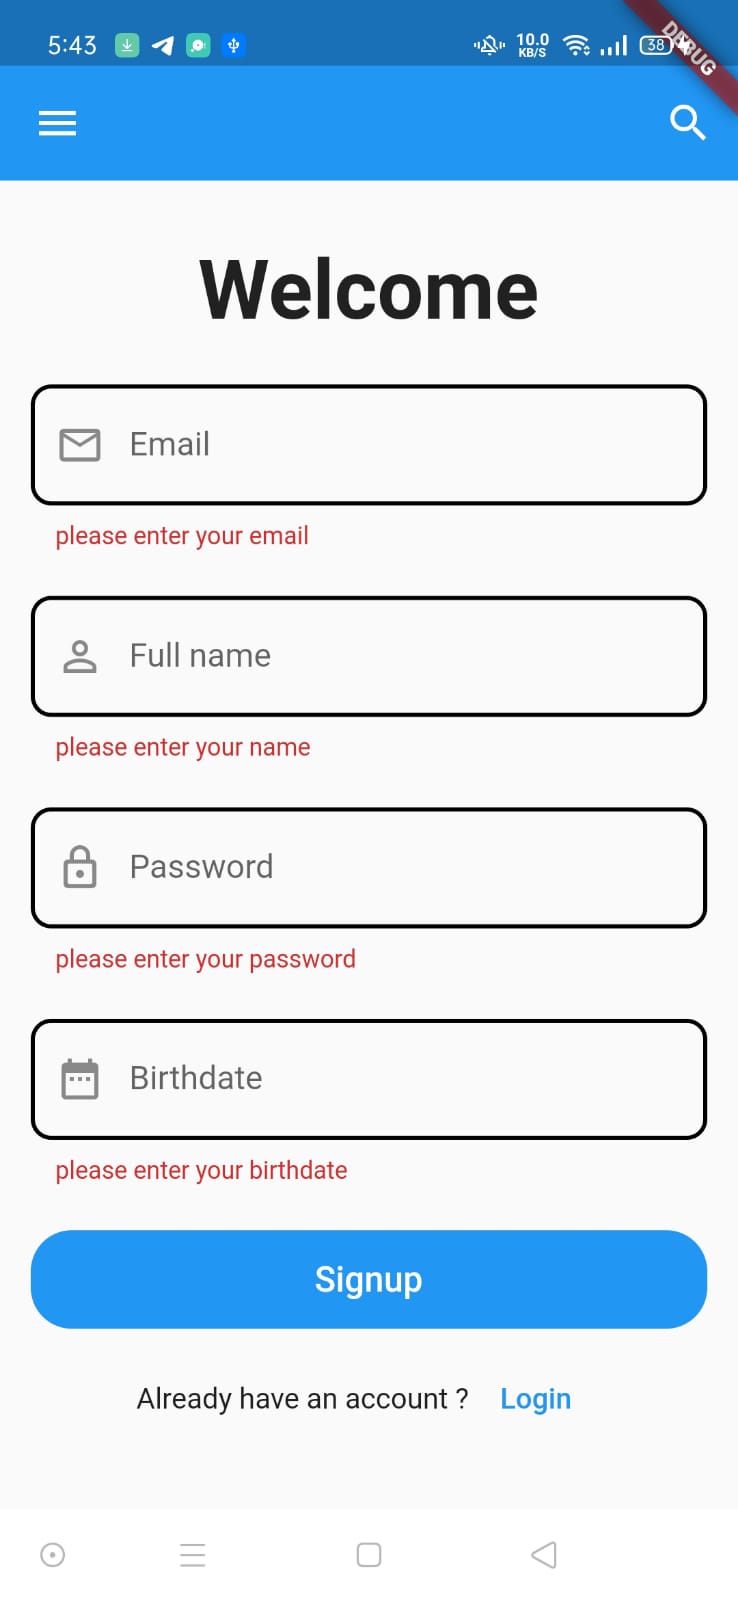 5:43
10.0
KB/S
38
DEBUG
Welcome
Email
please enter your email
Full name
please enter your name
Password
please enter your password
Birthdate
please enter your birthdate
Signup
Already have an account ? Login